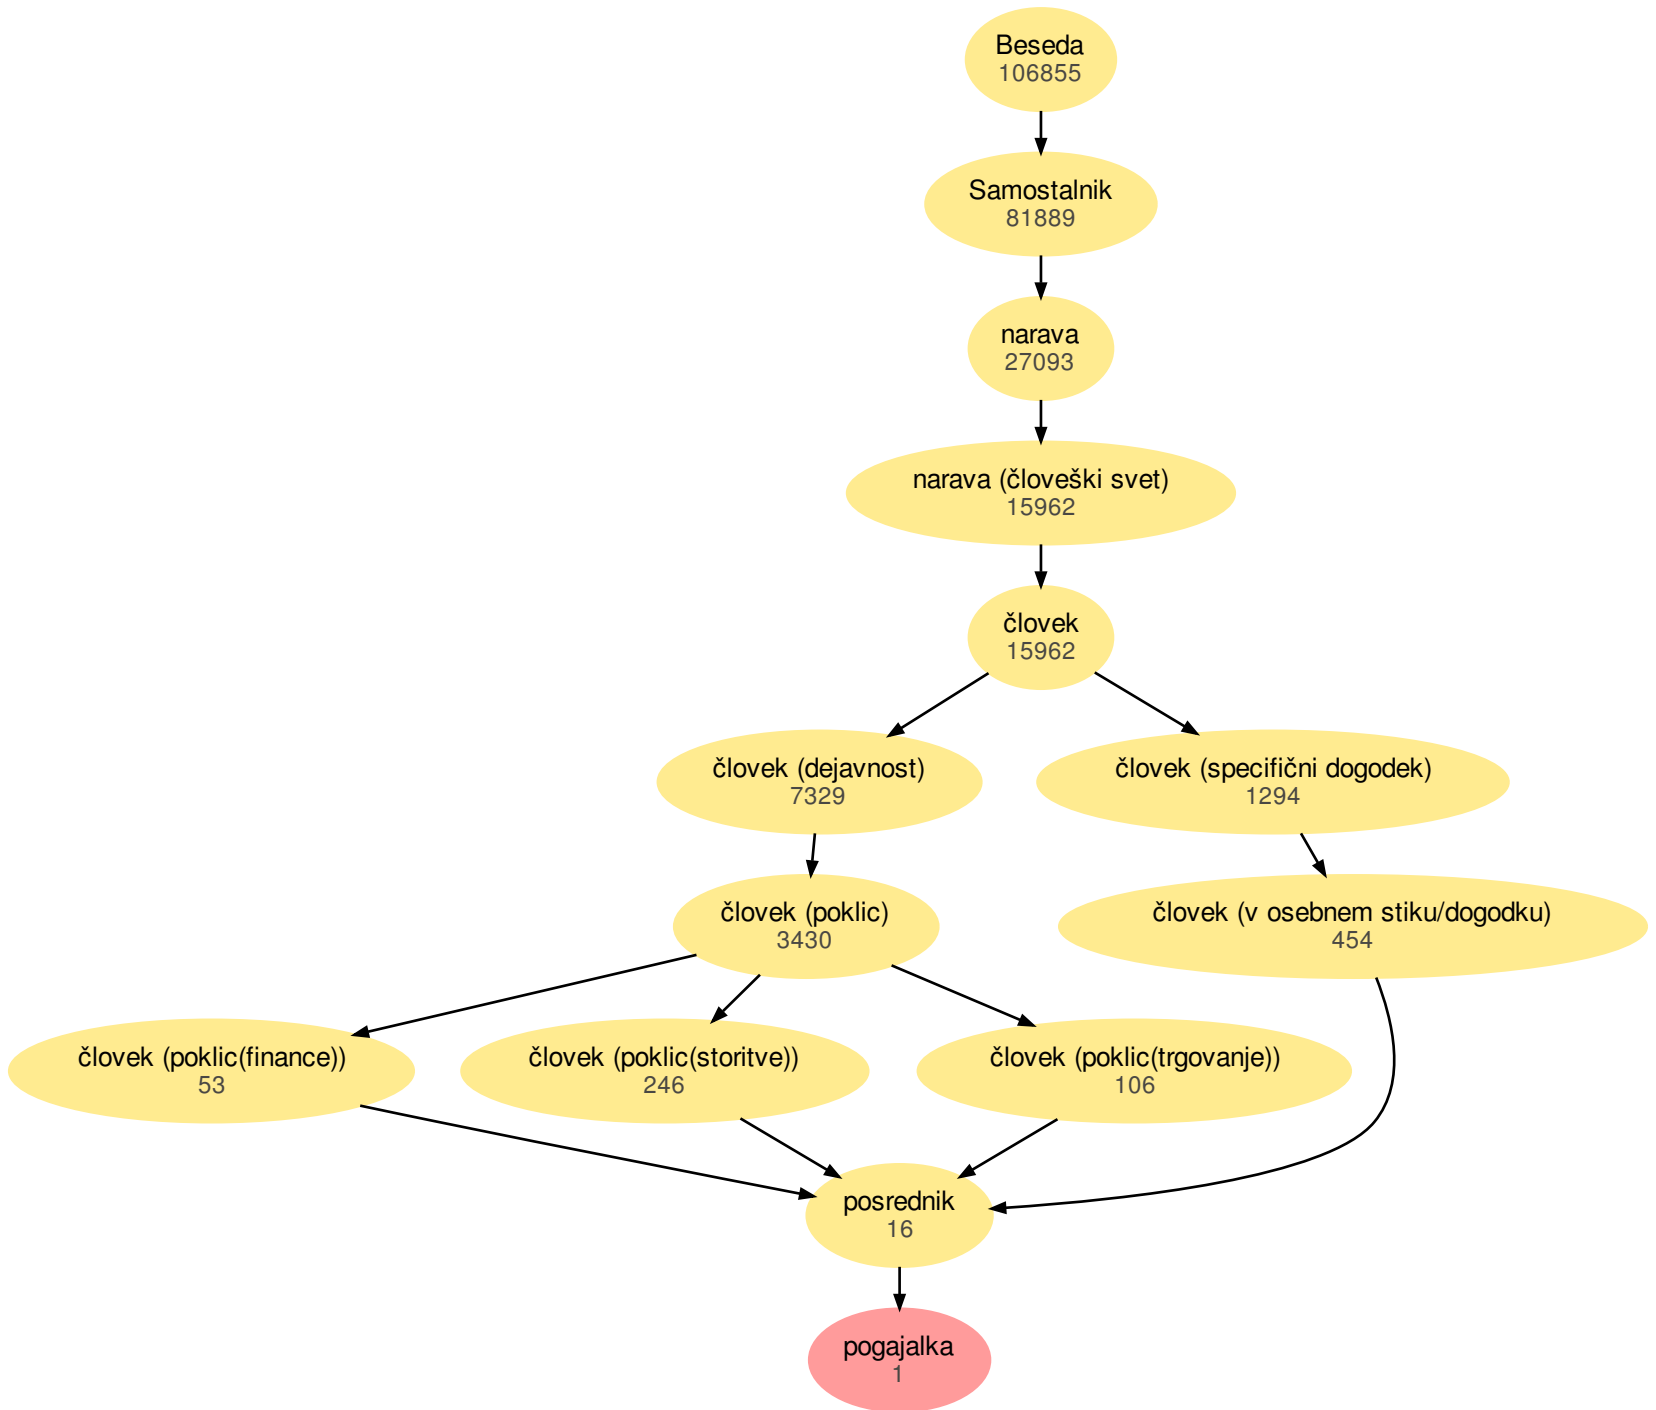 Beseda
106855
Samostalnik
81889
narava
27093
narava (človeški svet)
15962
človek
15962
človek (dejavnost)
7329
človek (specifični dogodek)
1294
človek (poklic)
3430
človek (v osebnem stiku/dogodku)
454
človek (poklic(finance))
53
človek (poklic(storitve))
246
človek (poklic(trgovanje))
106
posrednik
16
pogajalka
1